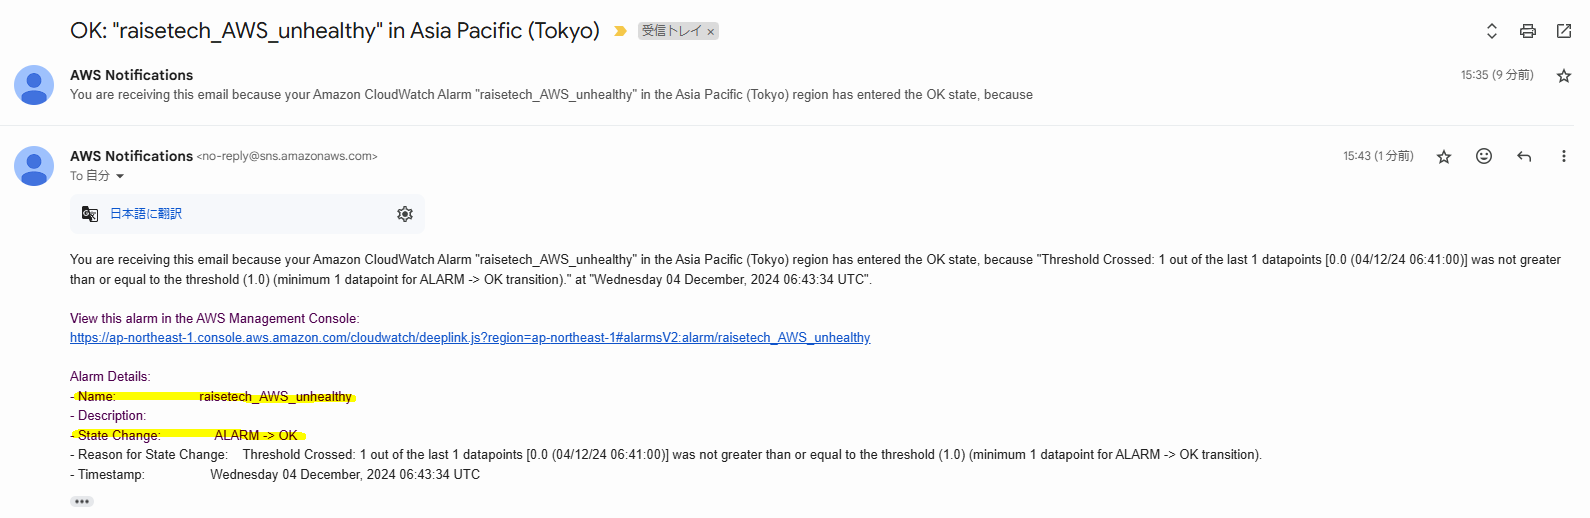 OK: "raisetech_AWS_unhealthy" in Asia Pacific (Tokyo) 受信トレイ ×
AWS Notifications 15:35 (9 分前)
You are receiving this email because your Amazon CloudWatch Alarm "raisetech_AWS_unhealthy" in the Asia Pacific (Tokyo) region has entered the OK state, because
AWS Notifications <no-reply@sns.amazonaws.com> 15:43 (1 分前)
To 自分
日本語に翻訳
You are receiving this email because your Amazon CloudWatch Alarm "raisetech_AWS_unhealthy" in the Asia Pacific (Tokyo) region has entered the OK state, because "Threshold Crossed: 1 out of the last 1 datapoints [0.0 (04/12/24 06:41:00)] was not greater
than or equal to the threshold (1.0) (minimum 1 datapoint for ALARM -> OK transition)." at "Wednesday 04 December, 2024 06:43:34 UTC".
View this alarm in the AWS Management Console:
https://ap-northeast-1.console.aws.amazon.com/cloudwatch/deeplink.js?region=ap-northeast-1#alarmsV2:alarm/raisetech_AWS_unhealthy
Alarm Details:
- Name: raisetech_AWS_unhealthy
- Description:
- State Change: ALARM -> OK
- Reason for State Change: Threshold Crossed: 1 out of the last 1 datapoints [0.0 (04/12/24 06:41:00)] was not greater than or equal to the threshold (1.0) (minimum 1 datapoint for ALARM -> OK transition).
- Timestamp: Wednesday 04 December, 2024 06:43:34 UTC